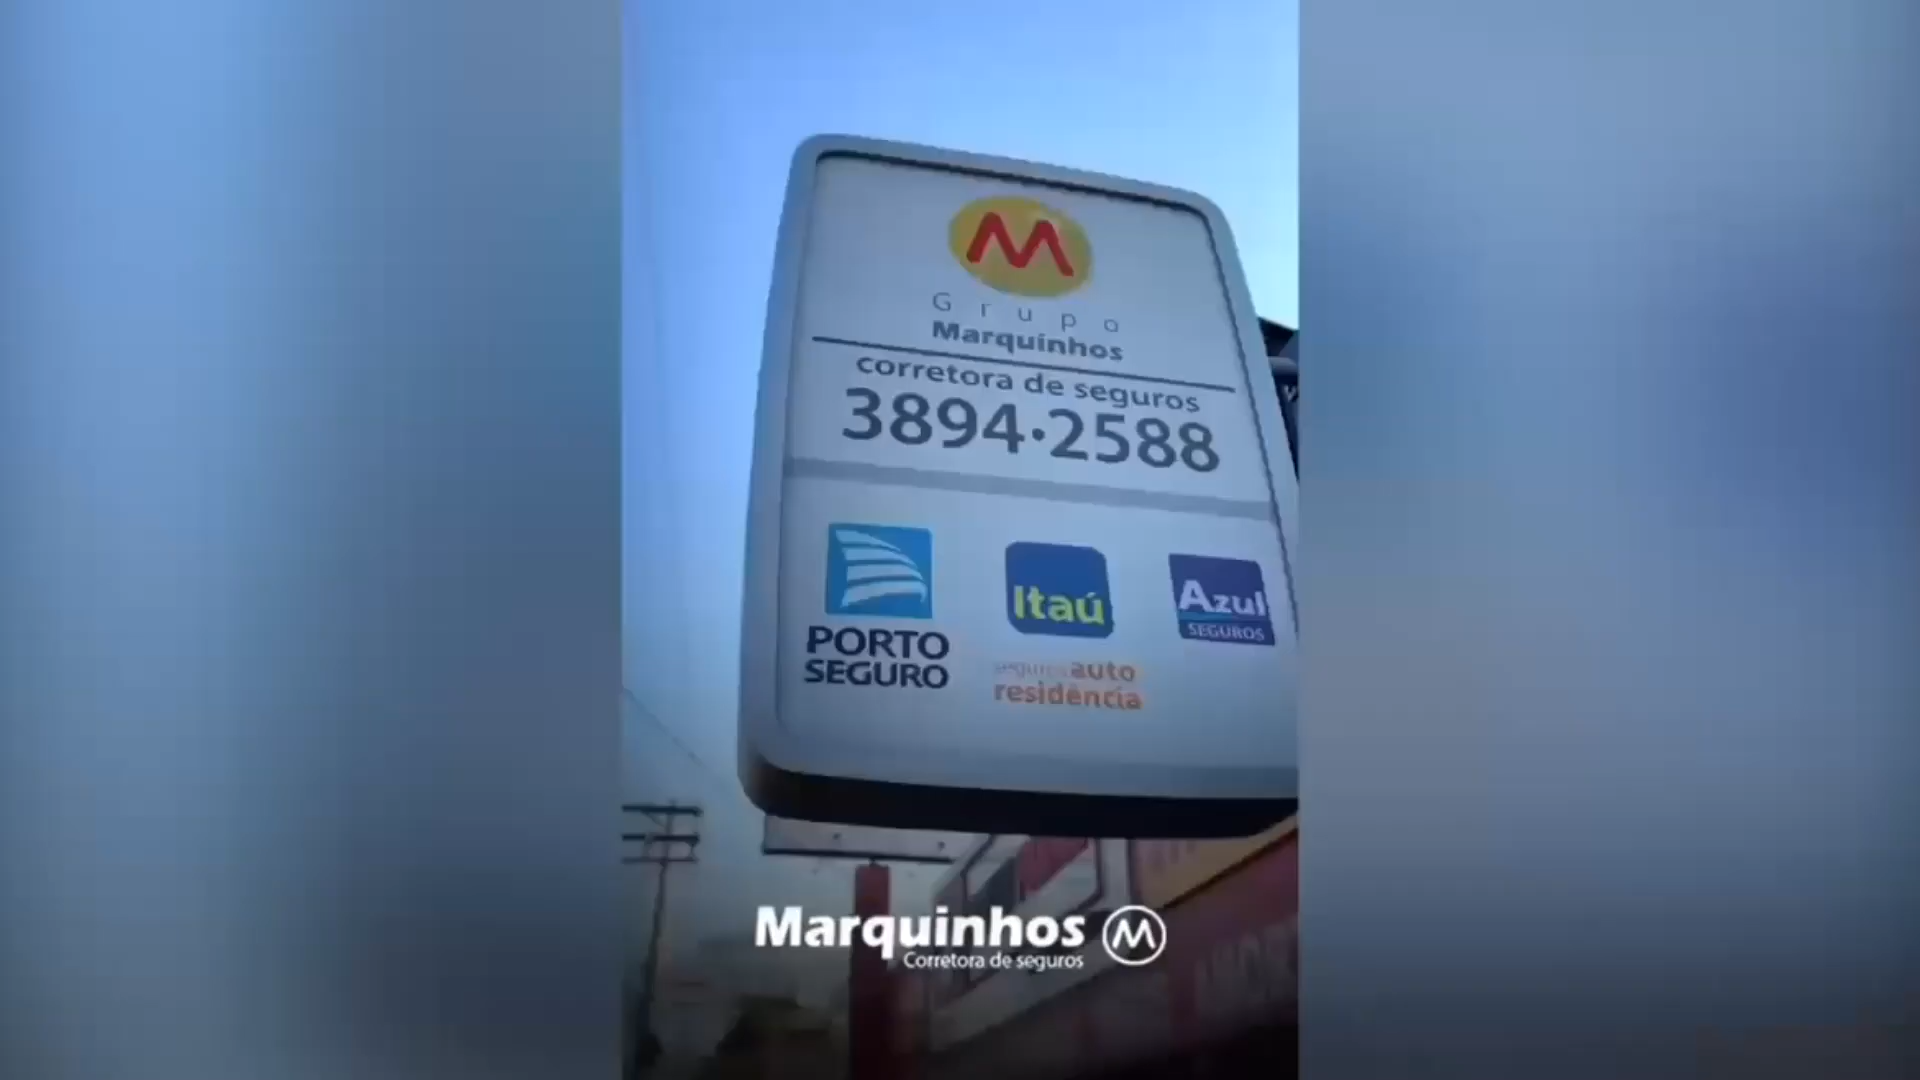 M
Grupo
Marquinhos
corretora de seguros
3894·2588
PORTO
SEGURO
Itaú
seguros auto
residência
Azul
SEGUROS
Marquinhos M
Corretora de seguros